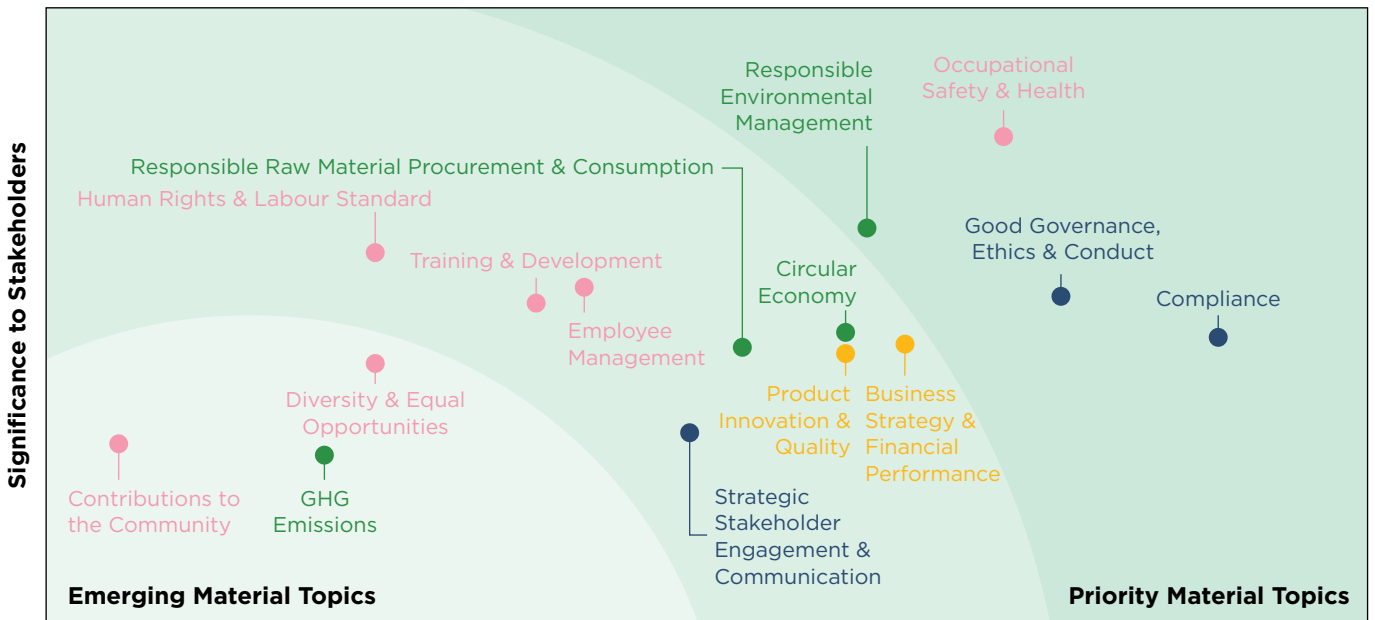 Significance to Stakeholders
Responsible
Environmental
Management
Occupational
Safety & Health
Responsible Raw Material Procurement & Consumption
Human Rights & Labour Standard
Good Governance,
Ethics & Conduct
Training & Development
Circular
Economy
Compliance
Employee
Management
Diversity & Equal
Opportunities
Product
Innovation &
Quality
Business
Strategy &
Financial
Performance
Contributions to
the Community
GHG
Emissions
Strategic
Stakeholder
Engagement &
Communication
Emerging Material Topics
Priority Material Topics